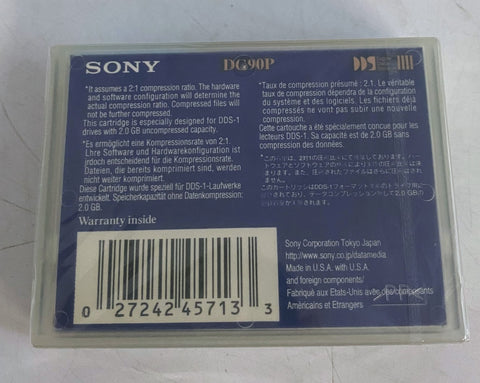 SONY
DG90P
DDS
*It assumes a 2:1 compression ratio. The hardware
and software configuration will determine the
actual compression ratio. Compressed files will
not be further compressed.
This cartridge is especially designed for DDS-1
drives with 2.0 GB uncompressed capacity.
*Es ermöglicht eine Kompressionsrate von 2:1.
Ihre Software und Hardwarekonfiguration ist
jedoch entscheidend für die Kompressionsrate.
Dateien, die bereits komprimiert sind, werden
nicht weiter komprimiert.
Diese Cartridge wurde speziell für DDS-1-Laufwerke
entwickelt. Speicherkapazität ohne Datenkompression:
2.0 GB.
*Taux de compression présumé : 2:1. Le véritable
taux de compression dépendra de la configuration
du système et des logiciels. Les fichiers déjà
compressés ne vont pas subir une nouvelle
compression.
Cette cartouche a été spécialement conçue pour les
lecteurs DDS-1. Sa capacité est de 2.0 GB sans
compression des données.
Warranty inside
0 27242 45713 3
Sony Corporation Tokyo Japan
http://www.sony.co.jp/datamedia
Made in U.S.A. with U.S.A.
and foreign components/
Fabriqué aux Etats-Unis avec des composants
Américains et Etrangers
>PP<